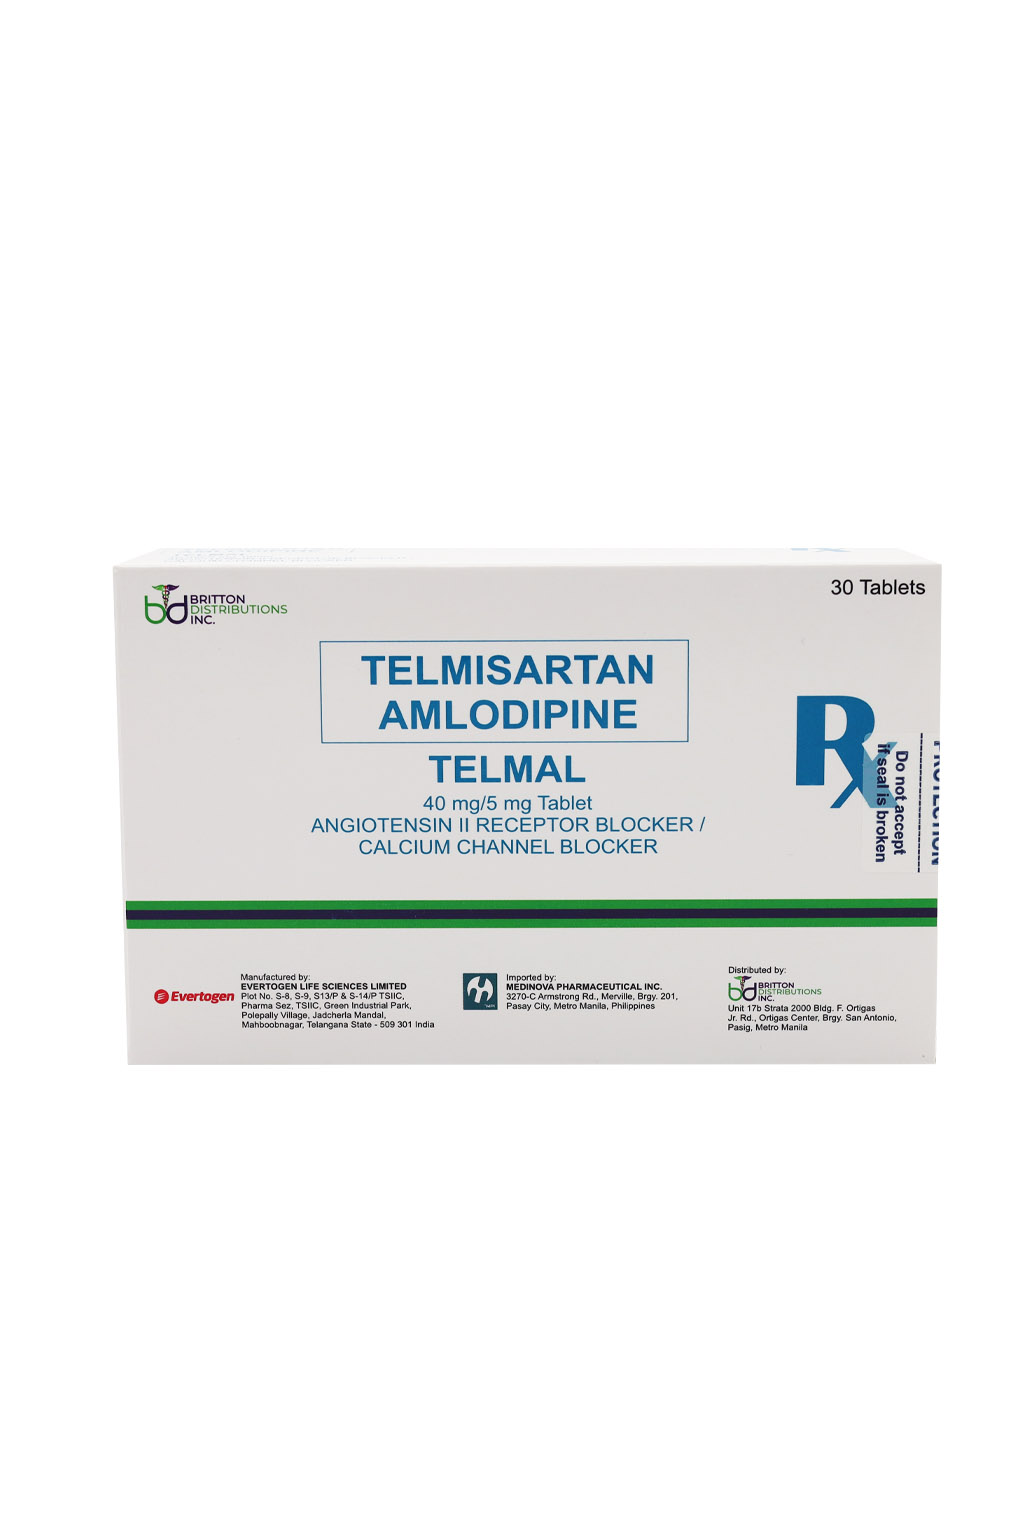 bd BRITTON
DISTRIBUTIONS
INC.
30 Tablets
TELMISARTAN
AMLODIPINE
TELMAL
40 mg/5 mg Tablet
ANGIOTENSIN II RECEPTOR BLOCKER /
CALCIUM CHANNEL BLOCKER
Rx
Do not accept
if seal is broken
PROTECTION
Evertogen
Manufactured by:
EVERTOGEN LIFE SCIENCES LIMITED
Plot No. S-8, S-9, S13/P & S-14/P TSIIC,
Pharma Sez, TSIIC, Green Industrial Park,
Polepally Village, Jadcherla Mandal,
Mahboobnagar, Telangana State - 509 301 India
Imported by:
MEDINOVA PHARMACEUTICAL INC.
3270-C Armstrong Rd., Merville, Brgy. 201,
Pasay City, Metro Manila, Philippines
Distributed by:
bd BRITTON
DISTRIBUTIONS
INC.
Unit 17b Strata 2000 Bldg. F. Ortigas
Jr. Rd., Ortigas Center, Brgy. San Antonio,
Pasig, Metro Manila